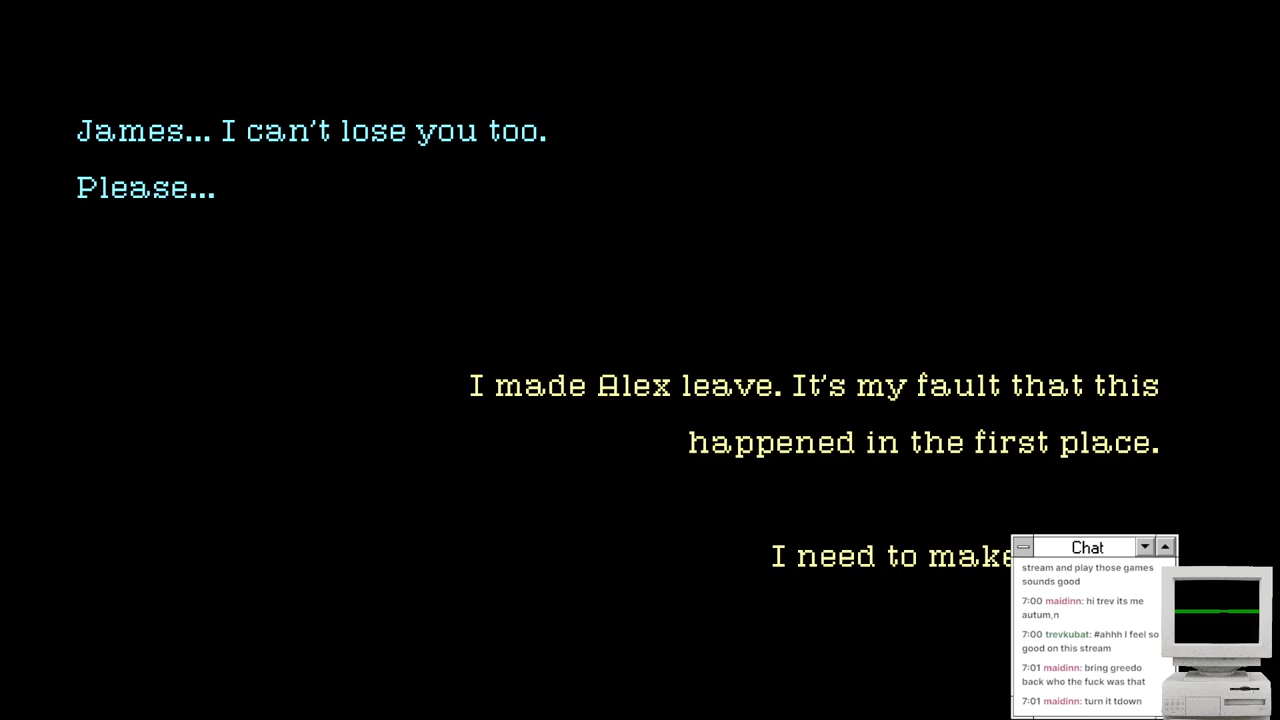 James... I can't lose you too.
Please...
I made Alex leave. It's my fault that this
happened in the first place.
I need to make
Chat
stream and play those games
sounds good
7:00 maidinn: hi trev its me
autum,n
7:00 trevkubat: #ahhh I feel so
good on this stream
7:01 maidinn: bring greedo
back who the fuck was that
7:01 maidinn: turn it tdown